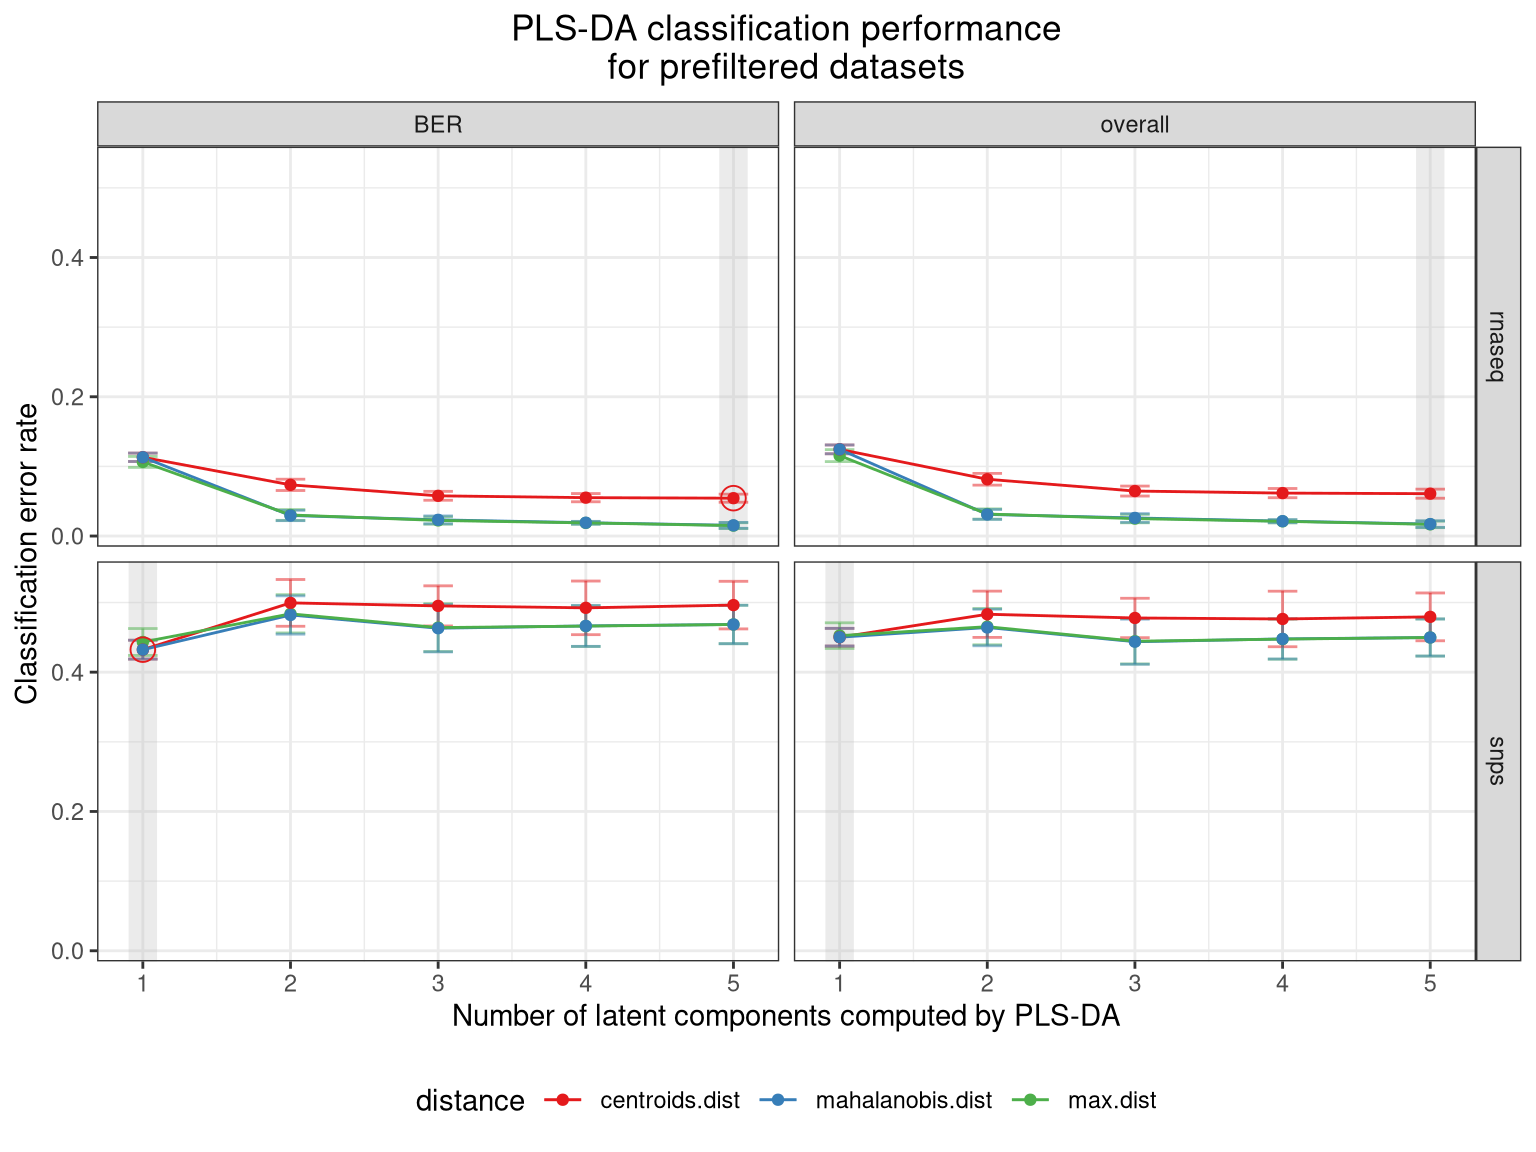 PLS-DA classification performance
for prefiltered datasets
BER
overall
Classification error rate
0.4
0.2
0.0
rnaseq
0.4
0.2
0.0
snps
1 2 3 4 5
1 2 3 4 5
Number of latent components computed by PLS-DA
distance centroids.dist mahalanobis.dist max.dist